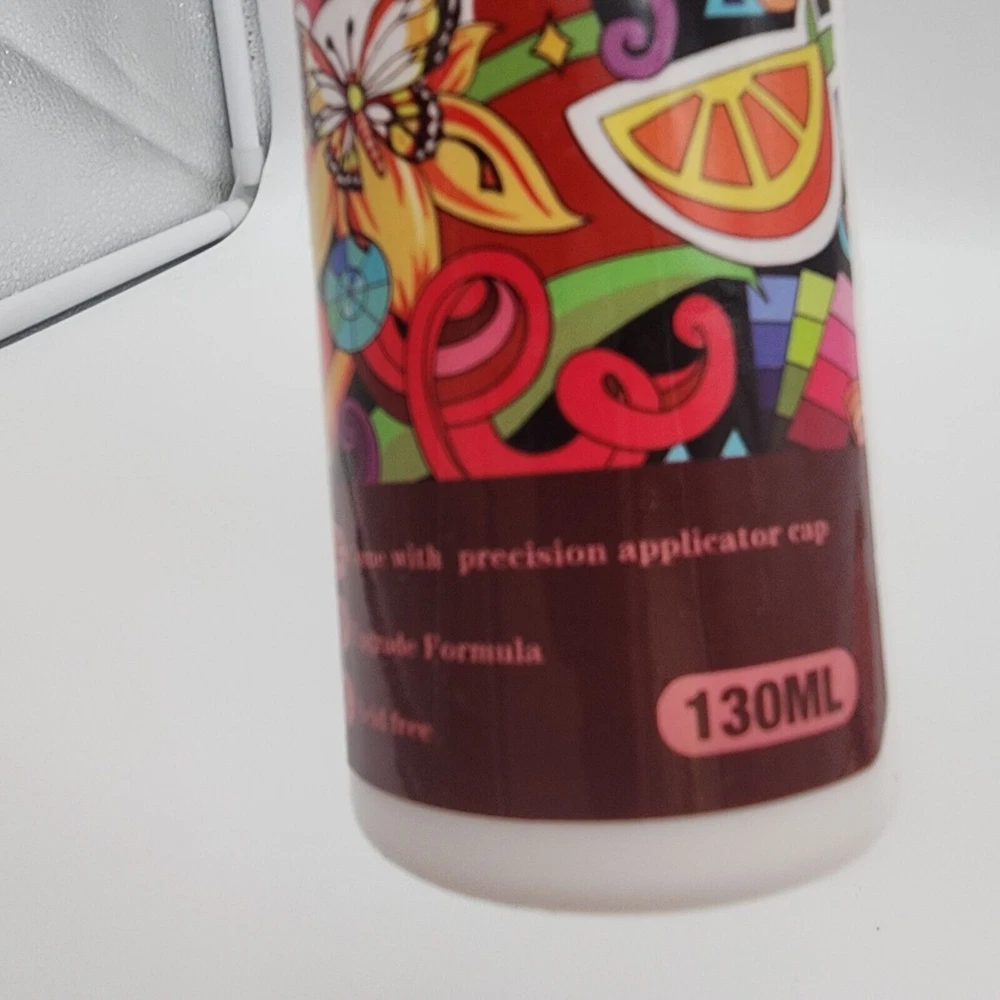 with precision applicator cap
Formula
free
130ML